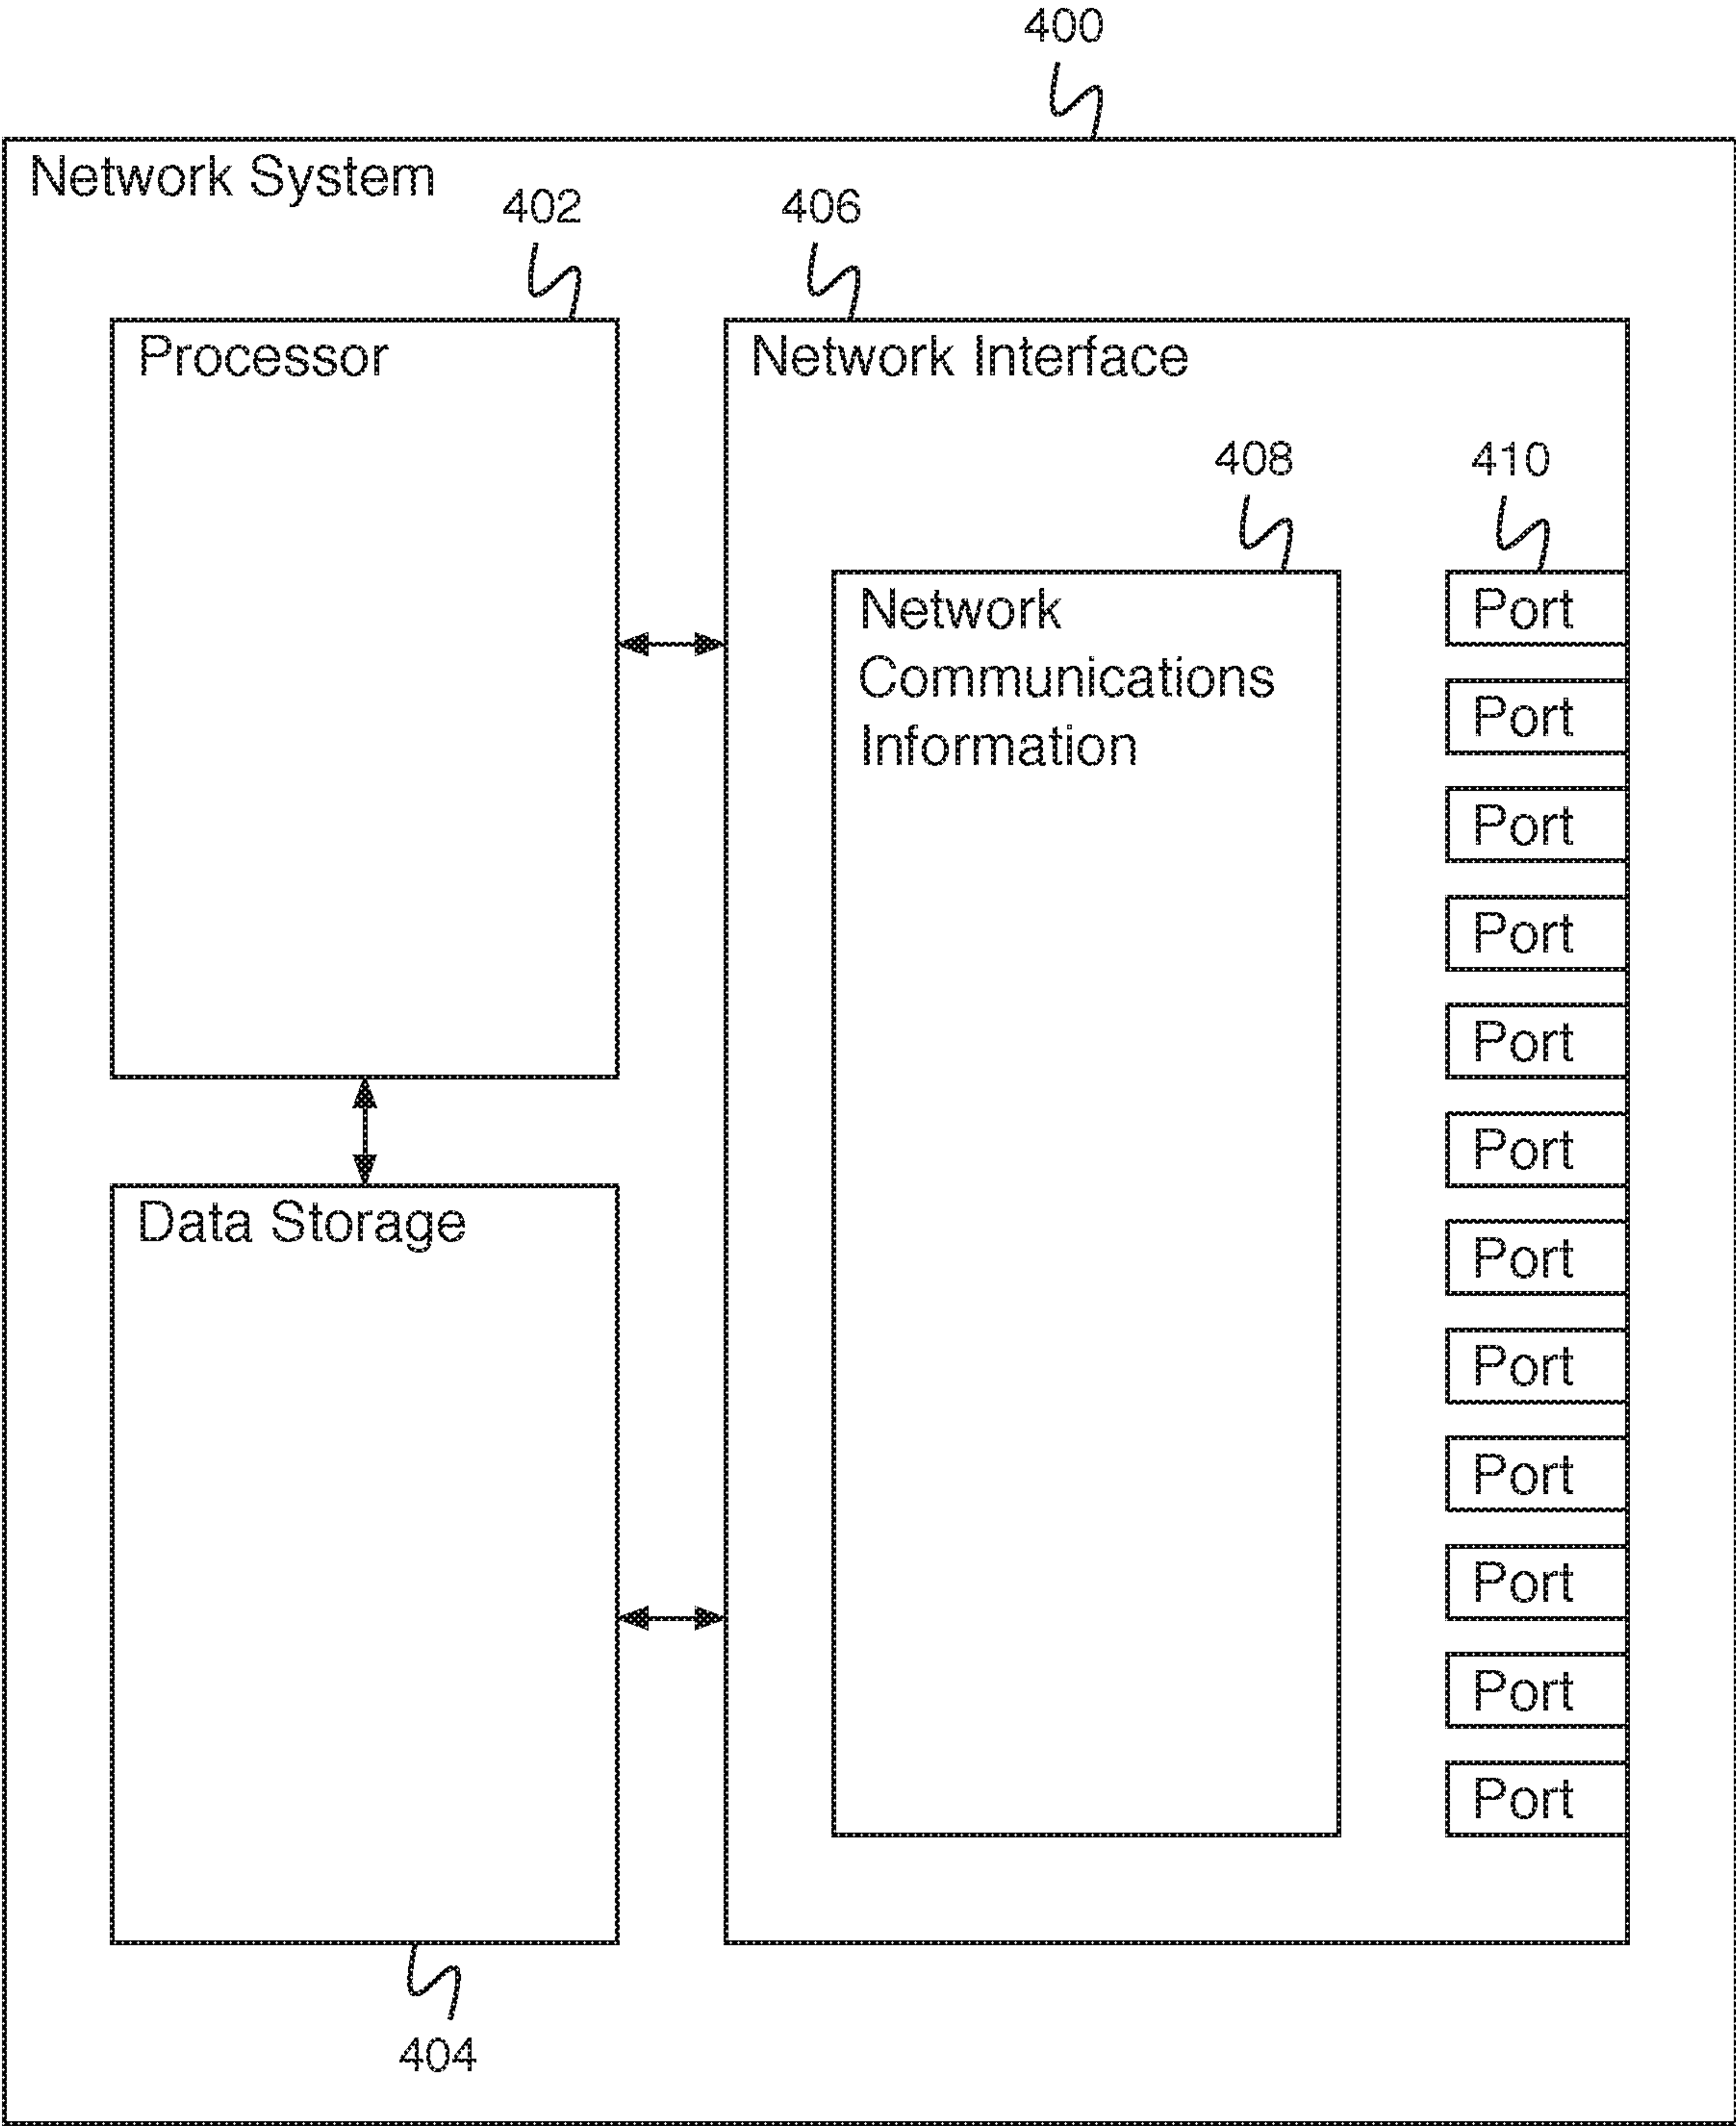 400
Network System
402
406
Processor
Network Interface
408
410
Network
Communications
Information
Port
Port
Port
Port
Port
Port
Port
Port
Port
Port
Port
Port
Data Storage
404